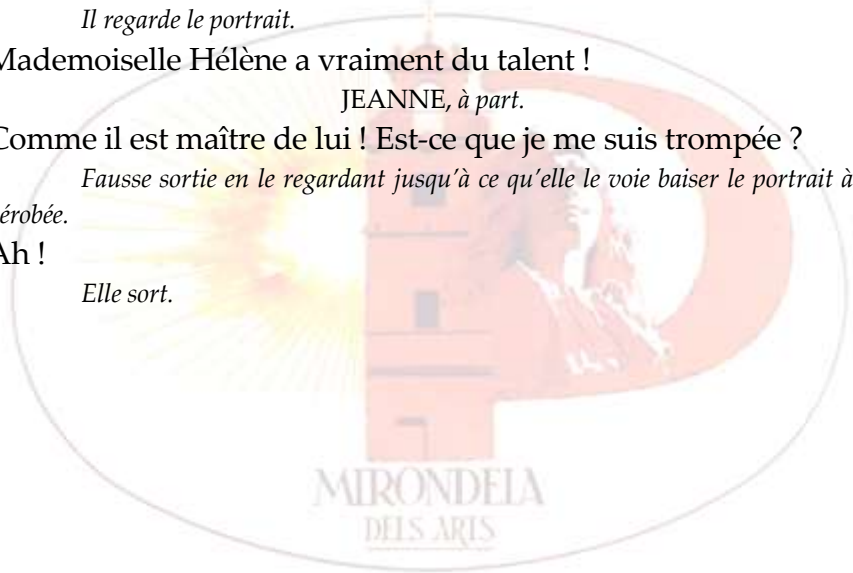 Il regarde le portrait.
Mademoiselle Hélène a vraiment du talent !
JEANNE, à part.
Comme il est maître de lui ! Est-ce que je me suis trompée ?
Fausse sortie en le regardant jusqu'à ce qu'elle le voie baiser le portrait à
érobée.
Ah !
Elle sort.
MIRONDELA
DELS ARTS